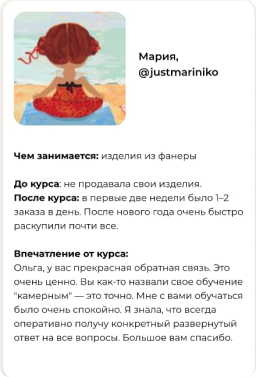 Мария,
@justmariniko
Чем занимается: изделия из фанеры
До курса: не продавала свои изделия.
После курса: в первые две недели было 1–2
заказа в день. После нового года очень быстро
раскупили почти все.
Впечатление от курса:
Ольга, у вас прекрасная обратная связь. Это
очень ценно. Вы как-то назвали свое обучение
"камерным" — это точно. Мне с вами обучаться
было очень спокойно. Я знала, что всегда
оперативно получу конкретный развернутый
ответ на все вопросы. Большое вам спасибо.